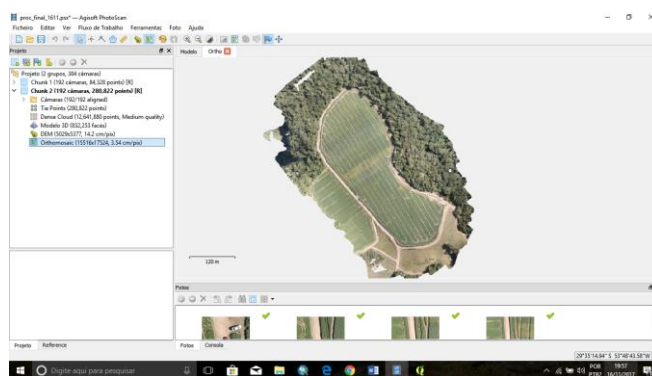 proc_final_1611.psx* — Agisoft PhotoScan
Ficheiro Editar Ver Fluxo de Trabalho Ferramentas Foto Ajuda
Projeto
Modelo Ortho
Projeto (2 grupos, 384 câmaras)
Chunk 1 (192 câmaras, 84,328 points) [R]
Chunk 2 (192 câmaras, 280,822 points) [R]
Câmaras (192/192 aligned)
Tie Points (280,822 points)
Dense Cloud (12,641,680 points, Medium quality)
Modelo 3D (832,253 faces)
DEM (5029x5377, 14.2 cm/pix)
Orthomosaic (15516x17524, 3.54 cm/pix)
120 m
Fotos
Projeto Reference
Fotos Consola
29°35'14.94" S 53°48'43.58" W
Digite aqui para pesquisar
POR 19:57
PTB2 16/11/2017